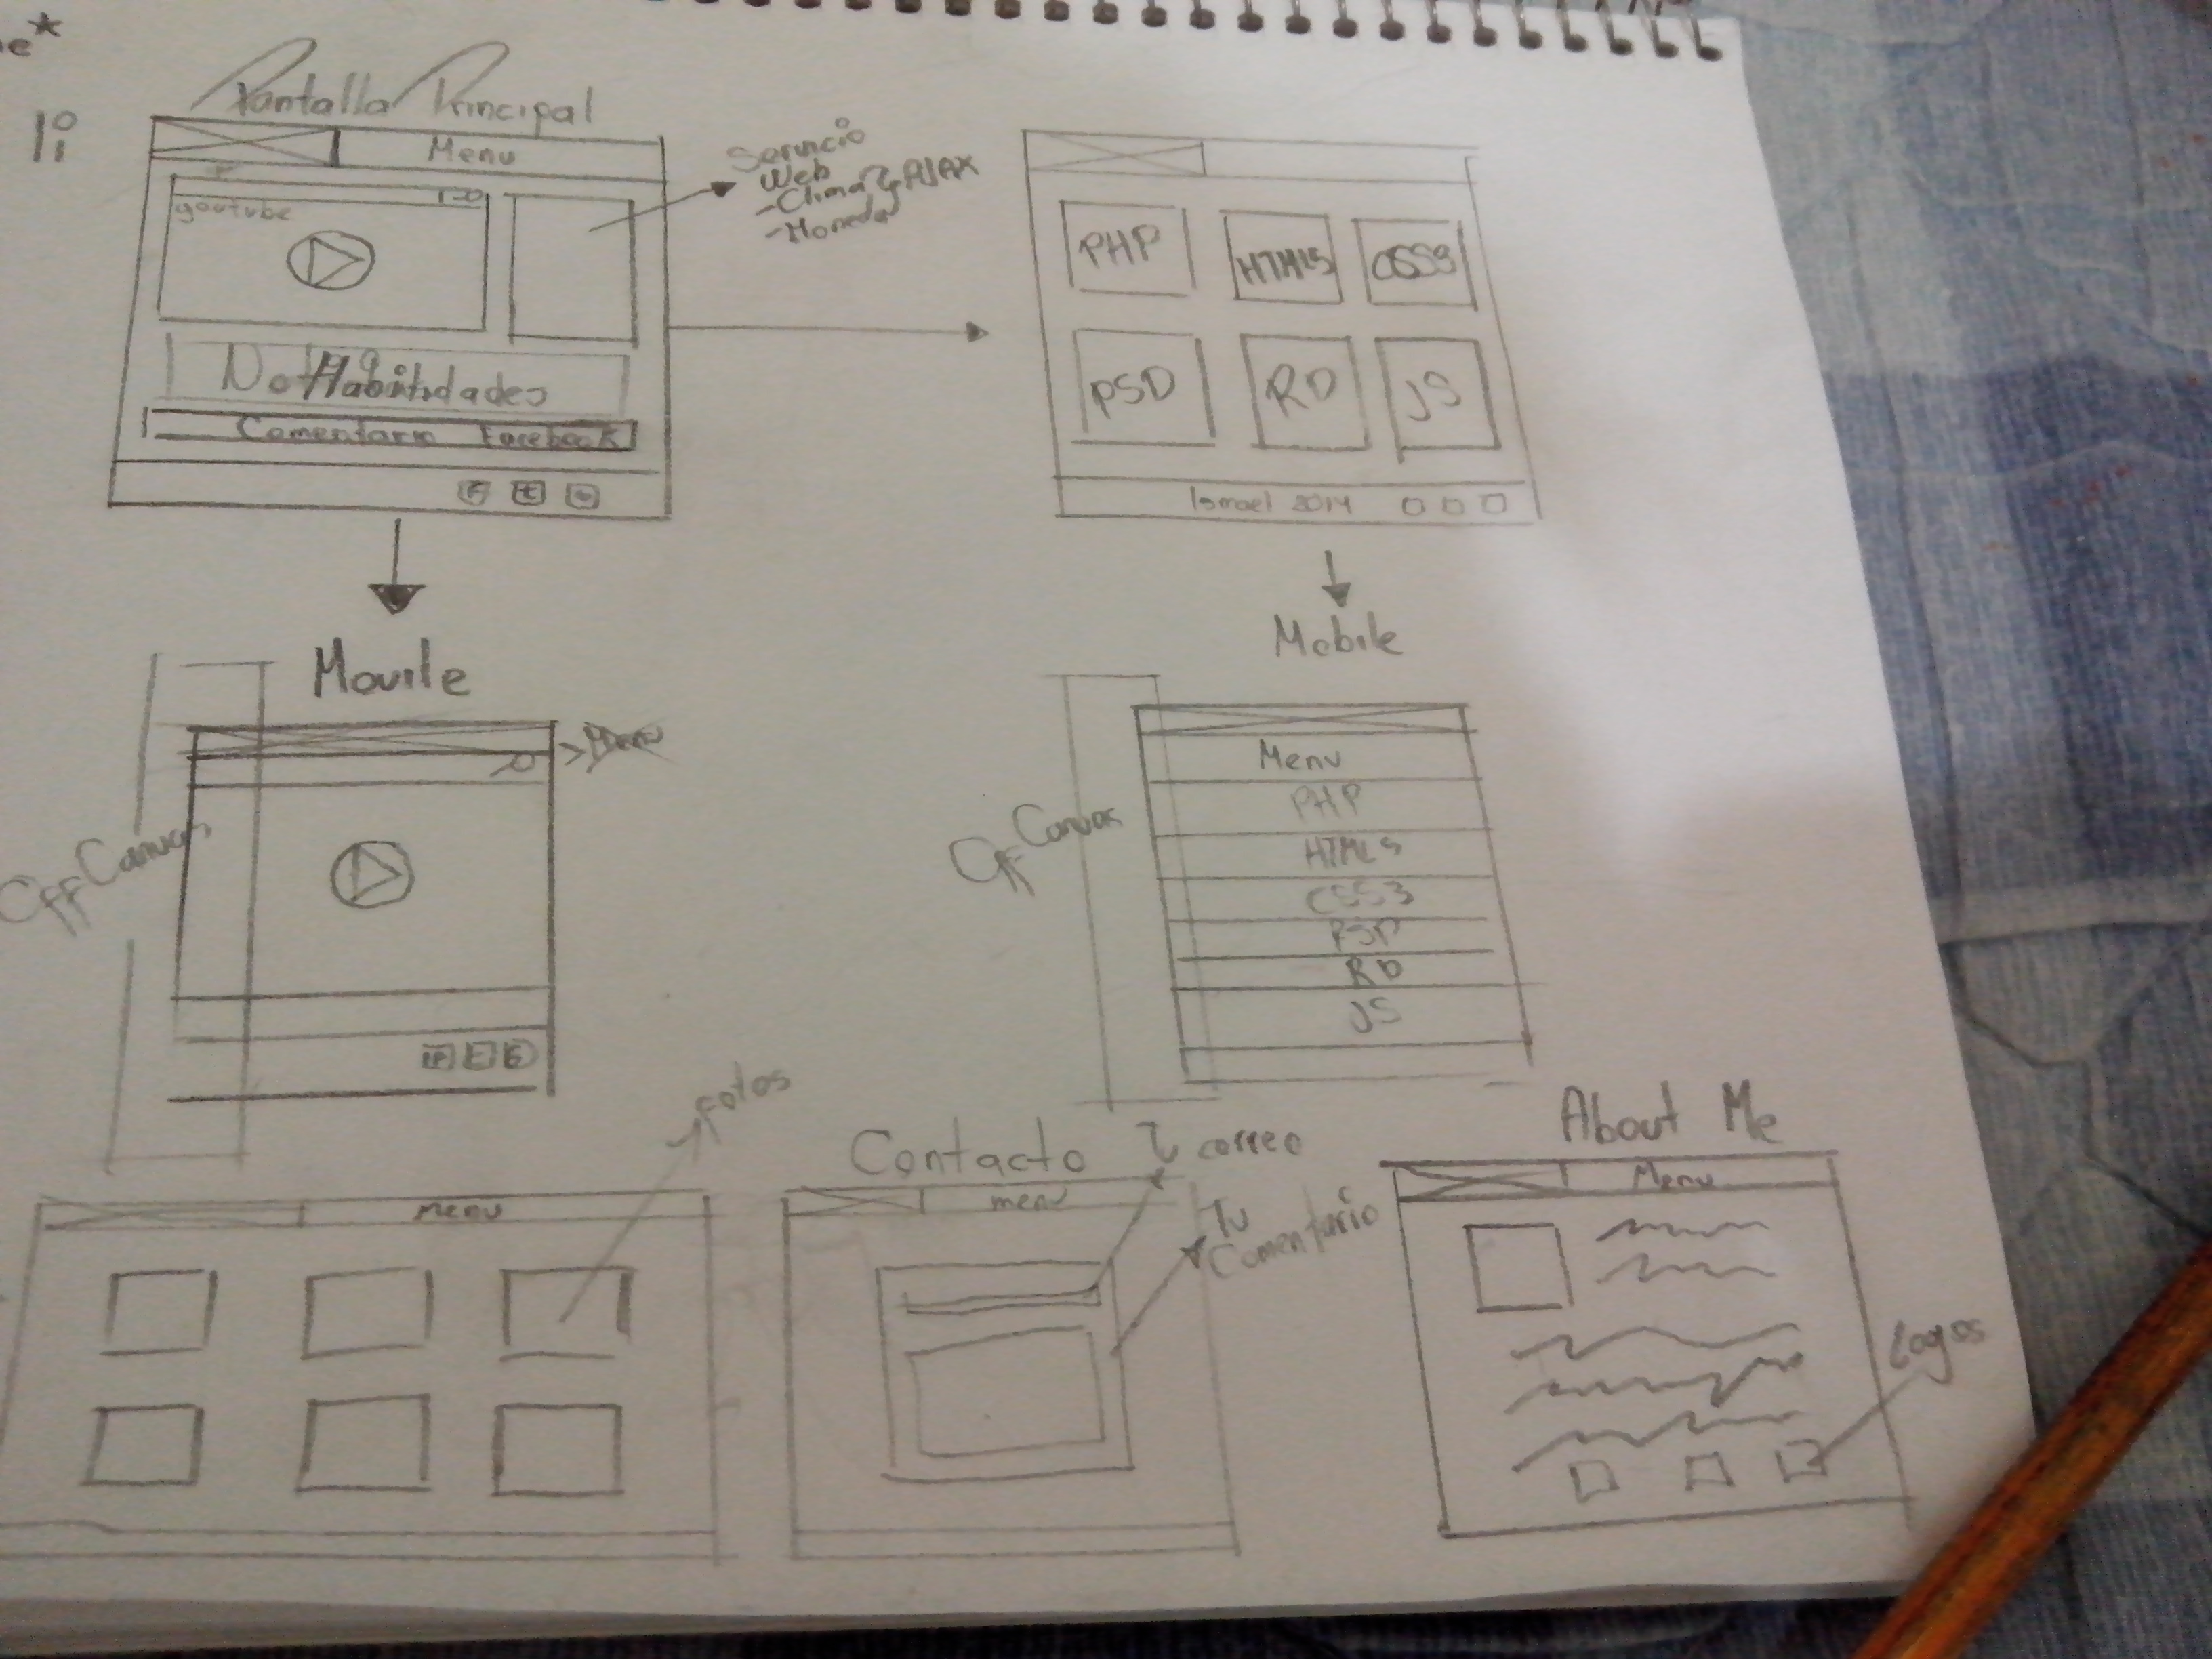 e*
li
Pantalla Principal
Menu
youtube
Habilidades
Comentario Facebook
Servicio
Web
-Clima
AJAX
-Moneda
PHP
HTML5
CSS3
PSD
RD
JS
Ismael 2014
Movile
Menu
Off Canvas
Mobile
Off Canvas
Menu
PHP
HTML5
CSS3
PSD
RD
JS
Fotos
menu
Contacto
menu
correo
Tu
Comentario
About Me
Menu
Logos